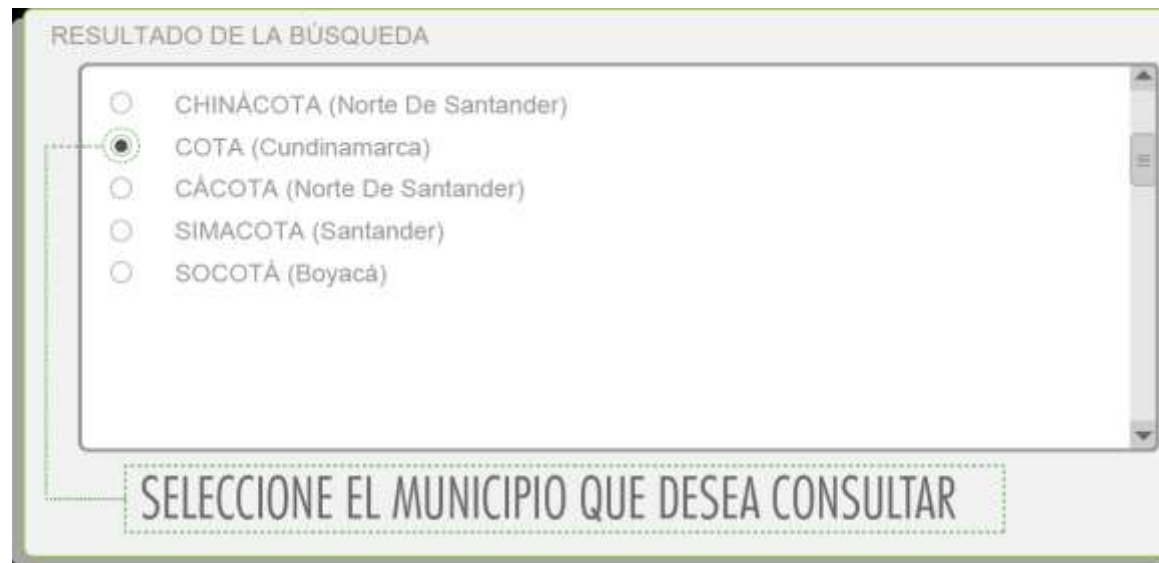 RESULTADO DE LA BÚSQUEDA
CHINÁCOTA (Norte De Santander)
COTA (Cundinamarca)
CÁCOTA (Norte De Santander)
SIMACOTA (Santander)
SOCOTÁ (Boyacá)
SELECCIONE EL MUNICIPIO QUE DESEA CONSULTAR